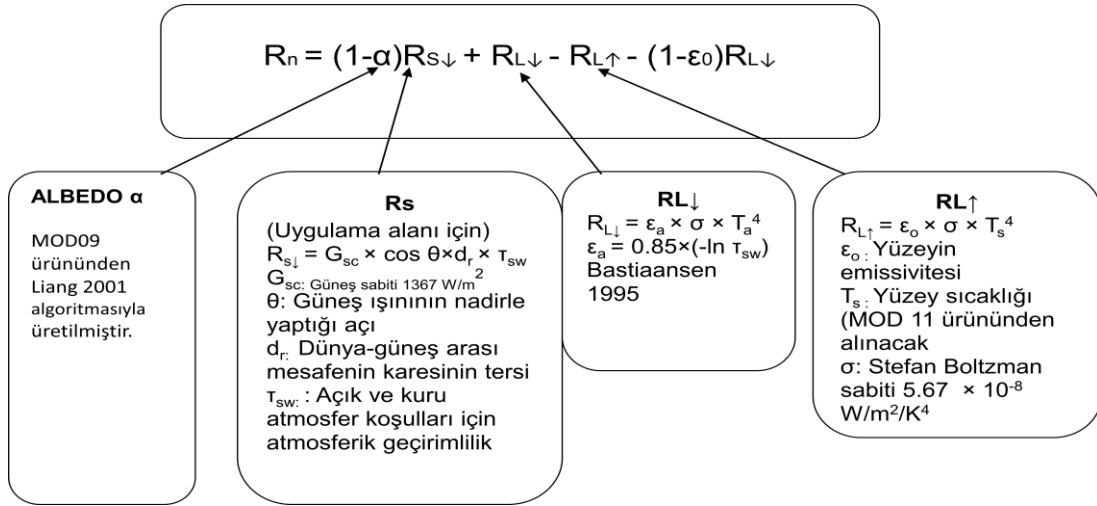 Rn = (1-α)RS↓ + RL↓ - RL↑ - (1-ε0)RL↓
ALBEDO α
MOD09
ürününden
Liang 2001
algoritmasıyla
üretilmiştir.
Rs
(Uygulama alanı için)
Rs↓ = Gsc × cos θ×dr × τsw
Gsc: Güneş sabiti 1367 W/m²
θ: Güneş ışınının nadirle
yaptığı açı
dr: Dünya-güneş arası
mesafenin karesinin tersi
τsw: : Açık ve kuru
atmosfer koşulları için
atmosferik geçirimlilik
RL↓
RL↓ = εa × σ × Ta⁴
εa = 0.85×(-ln τsw)
Bastiaansen
1995
RL↑
RL↑ = εo × σ × Ts⁴
εo : Yüzeyin
emissivitesi
Ts : Yüzey sıcaklığı
(MOD 11 ürününden
alınacak
σ: Stefan Boltzman
sabiti 5.67 × 10⁻⁸
W/m²/K⁴